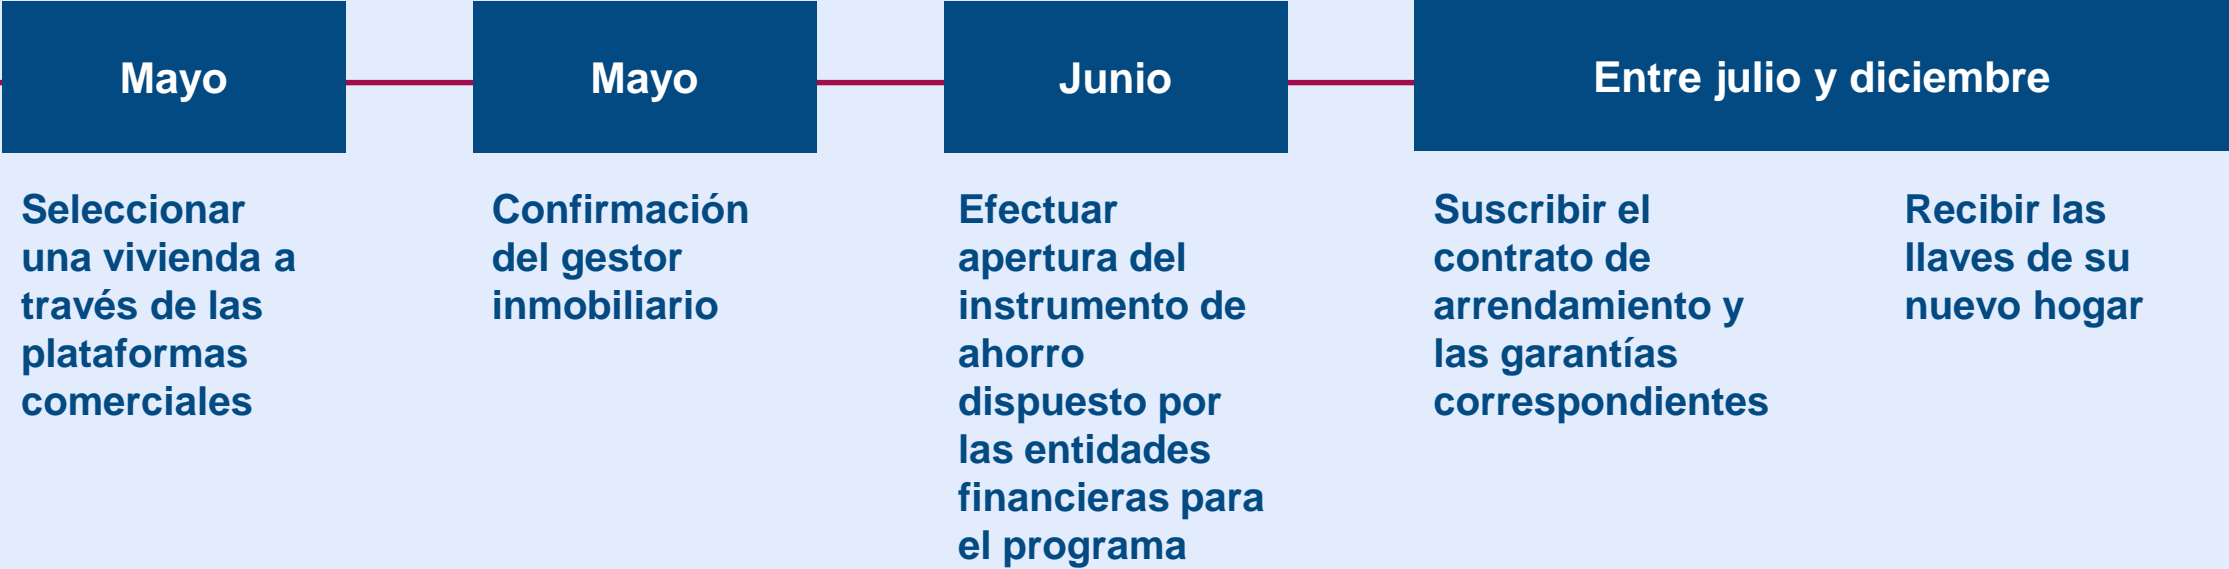 Mayo
Seleccionar
una vivienda a
través de las
plataformas
comerciales
Mayo
Confirmación
del gestor
inmobiliario
Junio
Efectuar
apertura del
instrumento de
ahorro
dispuesto por
las entidades
financieras para
el programa
Entre julio y diciembre
Suscribir el
contrato de
arrendamiento y
las garantías
correspondientes
Recibir las
llaves de su
nuevo hogar